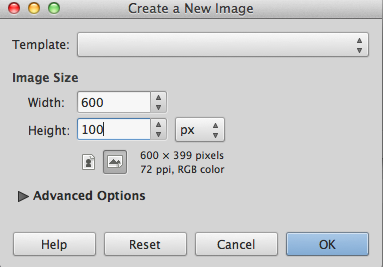 Create a New Image
Template:
Image Size
Width: 600
Height: 100 px
600 × 399 pixels
72 ppi, RGB color
Advanced Options
Help Reset Cancel OK